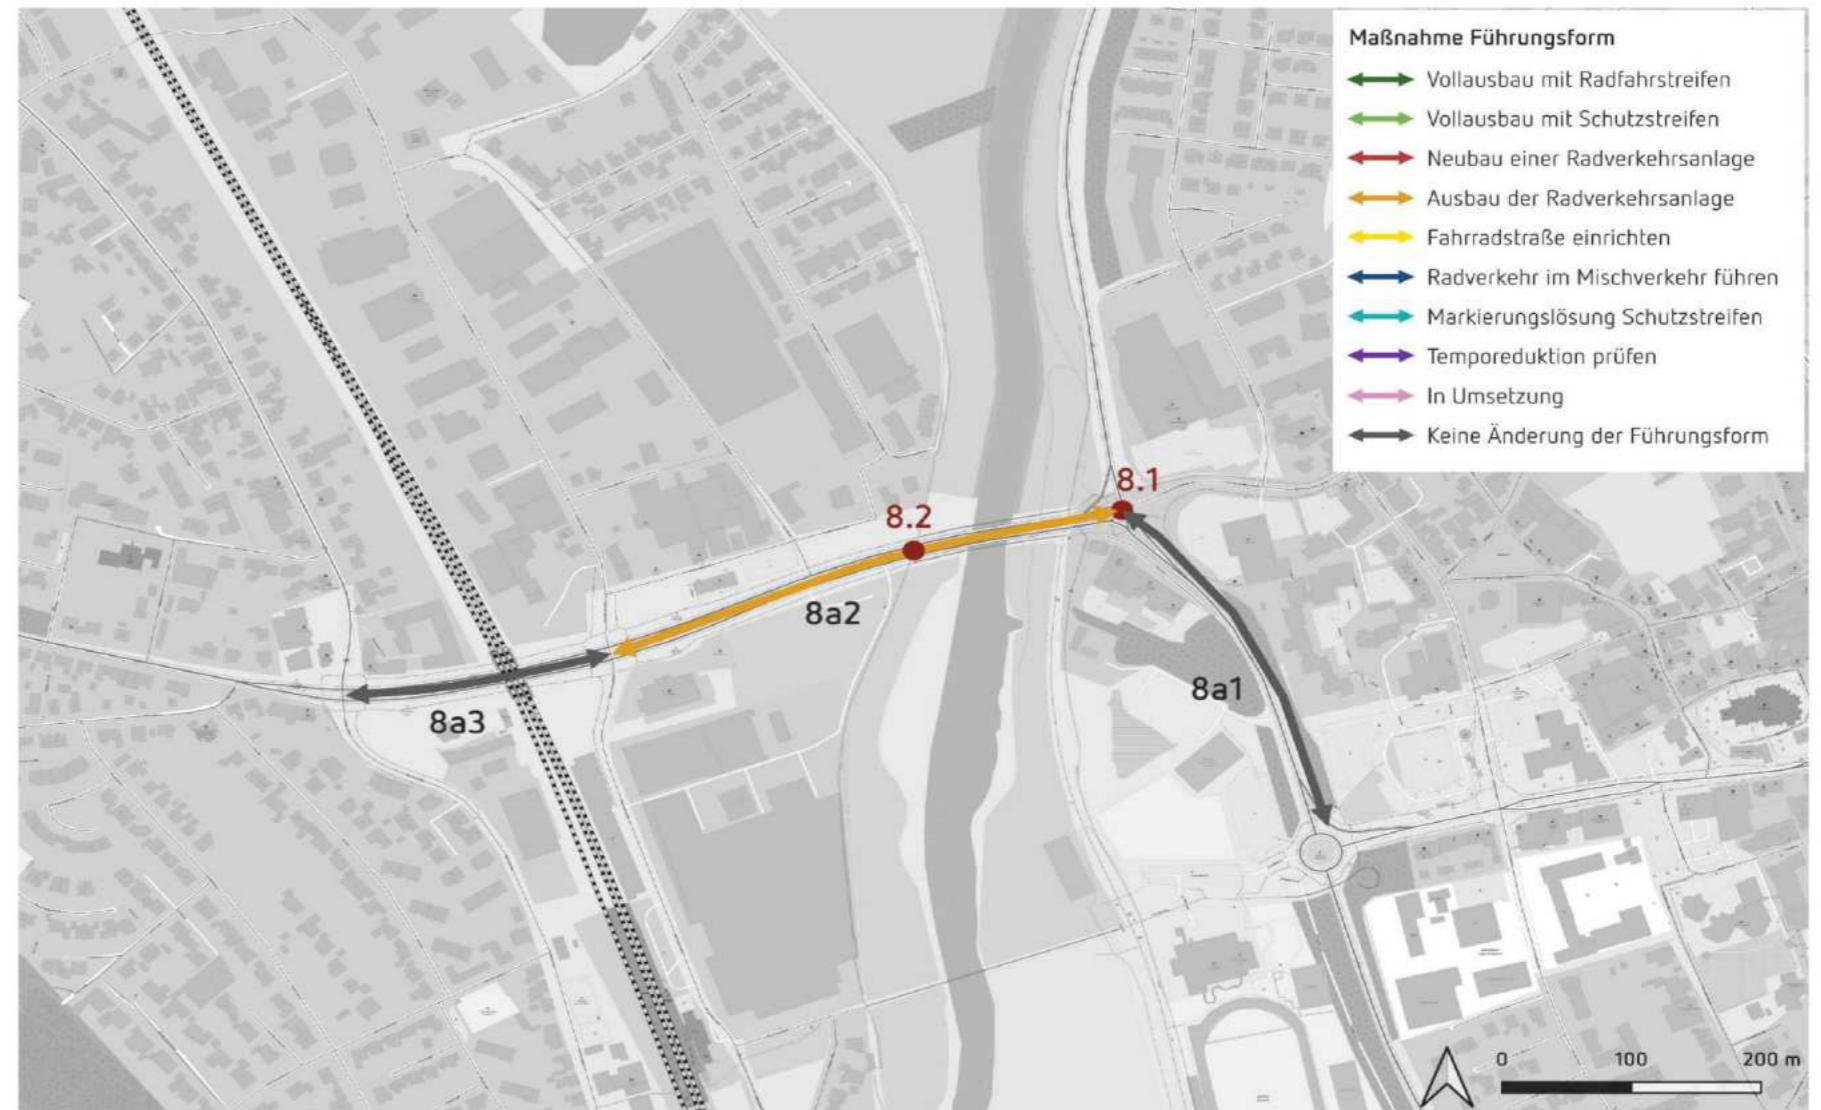 Maßnahme Führungsform
Vollausbau mit Radfahrstreifen
Vollausbau mit Schutzstreifen
Neubau einer Radverkehrsanlage
Ausbau der Radverkehrsanlage
Fahrradstraße einrichten
Radverkehr im Mischverkehr führen
Markierungslösung Schutzstreifen
Temporeduktion prüfen
In Umsetzung
Keine Änderung der Führungsform
8.1
8.2
8a2
8a1
8a3
0 100 200 m